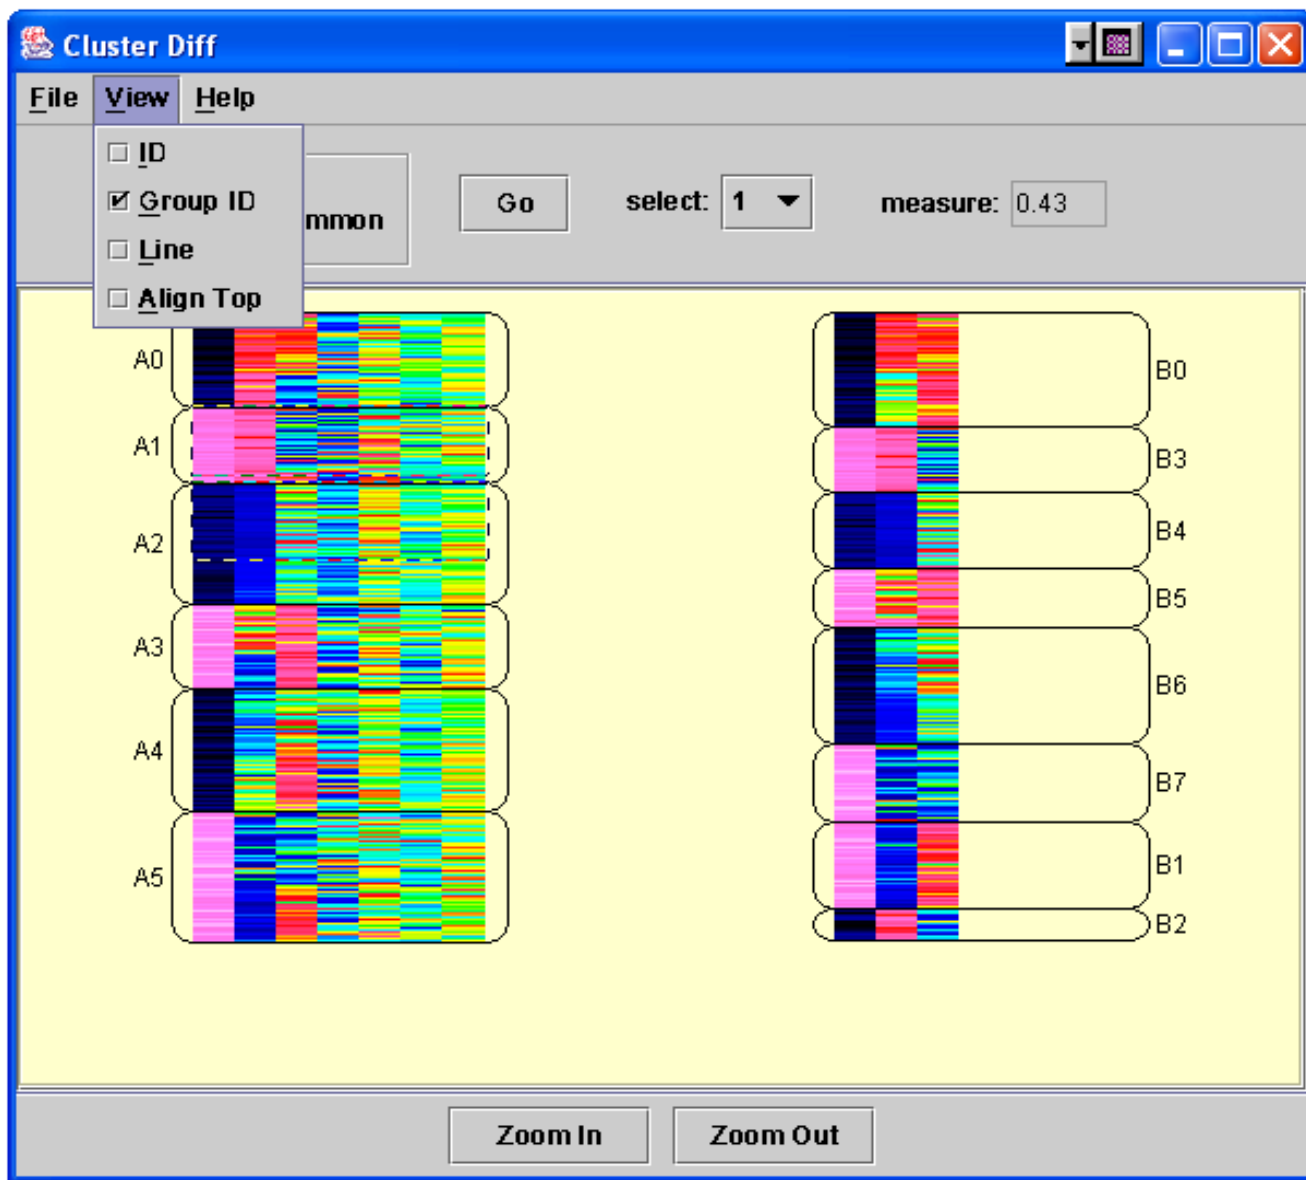 Cluster Diff
File View Help
ID
Group ID
Line
Align Top
mmon
Go
select: 1
measure: 0.43
A0
A1
A2
A3
A4
A5
B0
B3
B4
B5
B6
B7
B1
B2
Zoom In
Zoom Out